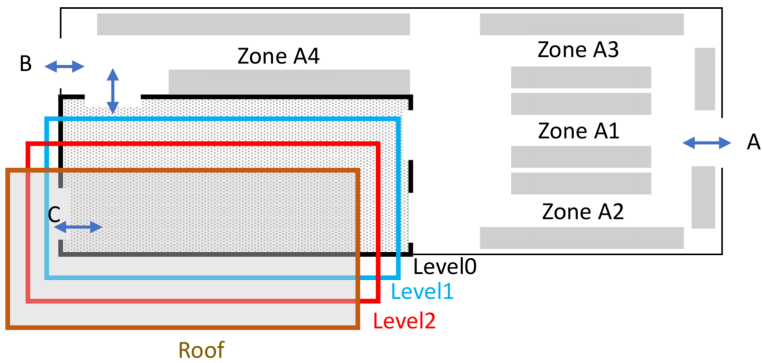 Zone A4
Zone A3
B
Zone A1
A
C
Zone A2
Level0
Level1
Level2
Roof